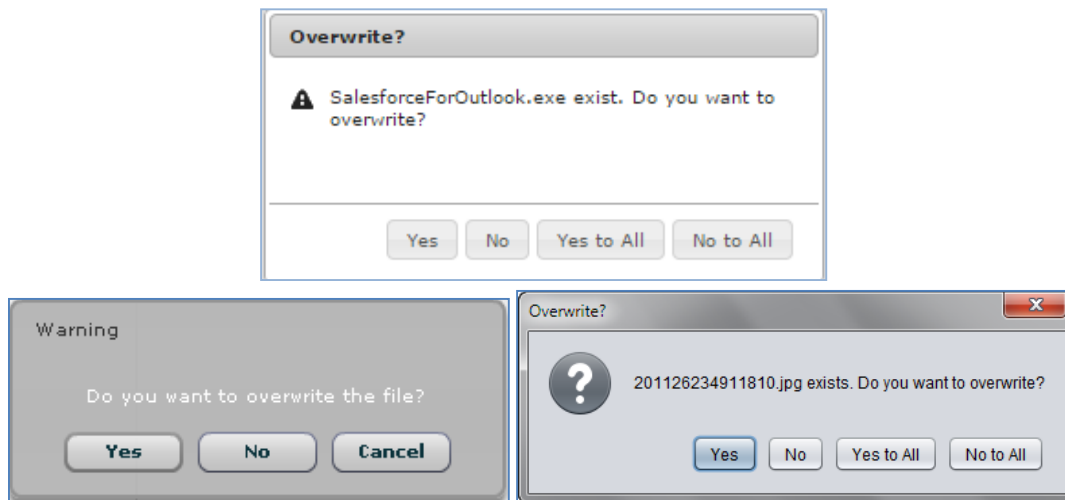 Overwrite?
SalesforceForOutlook.exe exist. Do you want to
overwrite?
Yes No Yes to All No to All
Warning
Do you want to overwrite the file?
Yes No Cancel
Overwrite?
201126234911810.jpg exists. Do you want to overwrite?
Yes No Yes to All No to All